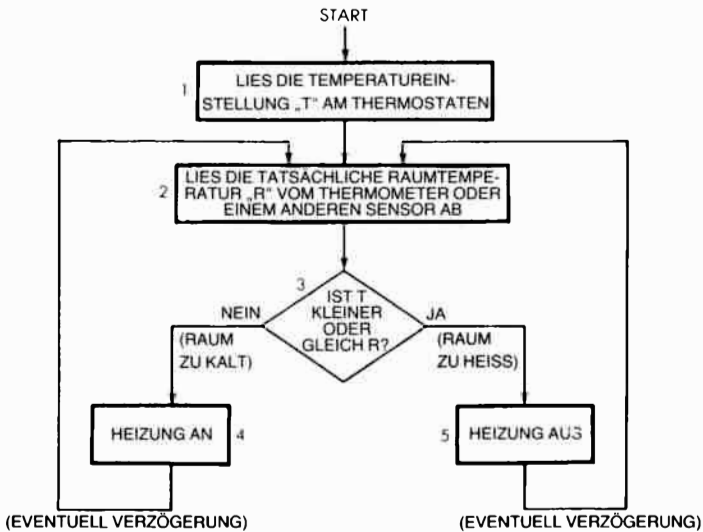 START
1
LIES DIE TEMPERATUREIN-
STELLUNG „T" AM THERMOSTATEN
2
LIES DIE TATSÄCHLICHE RAUMTEMPE-
RATUR „R" VOM THERMOMETER ODER
EINEM ANDEREN SENSOR AB
3
IST T
KLEINER
ODER
GLEICH R?
NEIN
(RAUM
ZU KALT)
JA
(RAUM
ZU HEISS)
HEIZUNG AN
4
5
HEIZUNG AUS
(EVENTUELL VERZÖGERUNG)
(EVENTUELL VERZÖGERUNG)